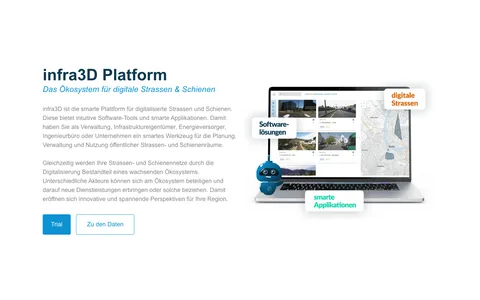 infra3D Platform
Das Ökosystem für digitale Strassen & Schienen
infra3D ist die smarte Plattform für digitalisierte Strassen und Schienen.
Diese bietet intuitive Software-Tools und smarte Applikationen. Damit
haben Sie als Verwaltung, Infrastruktureigentümer, Energieversorger,
Ingenieurbüro oder Unternehmen ein smartes Werkzeug für die Planung,
Verwaltung und Nutzung öffentlicher Strassen- und Schienenräume.
Gleichzeitig werden Ihre Strassen- und Schienennetze durch die
Digitalisierung Bestandteil eines wachsenden Ökosystems.
Unterschiedliche Akteure können sich am Ökosystem beteiligen und
darauf neue Dienstleistungen erbringen oder solche beziehen. Damit
eröffnen sich innovative und spannende Perspektiven für Ihre Region.
Trial
Zu den Daten
digitale
Strassen
Software-
lösungen
smarte
Applikationen